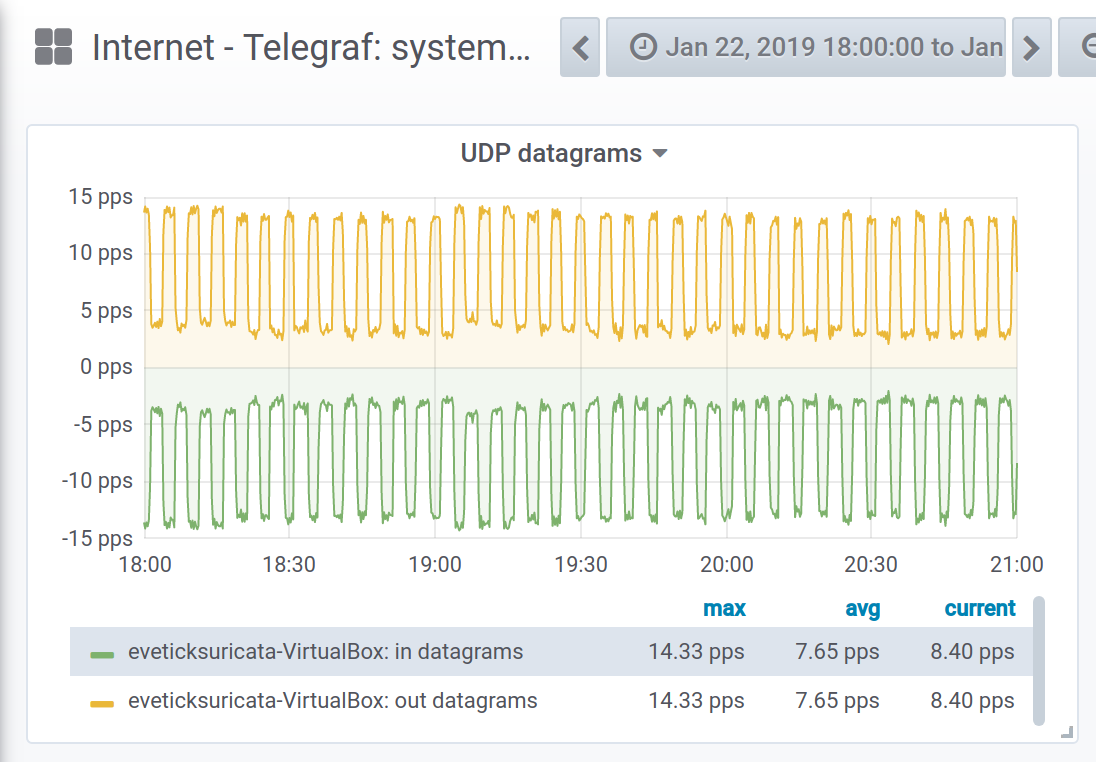 Internet - Telegraf: system... Jan 22, 2019 18:00:00 to Jan
UDP datagrams
15 pps
10 pps
5 pps
0 pps
-5 pps
-10 pps
-15 pps
18:00 18:30 19:00 19:30 20:00 20:30 21:00
max avg current
eveticksuricata-VirtualBox: in datagrams 14.33 pps 7.65 pps 8.40 pps
eveticksuricata-VirtualBox: out datagrams 14.33 pps 7.65 pps 8.40 pps